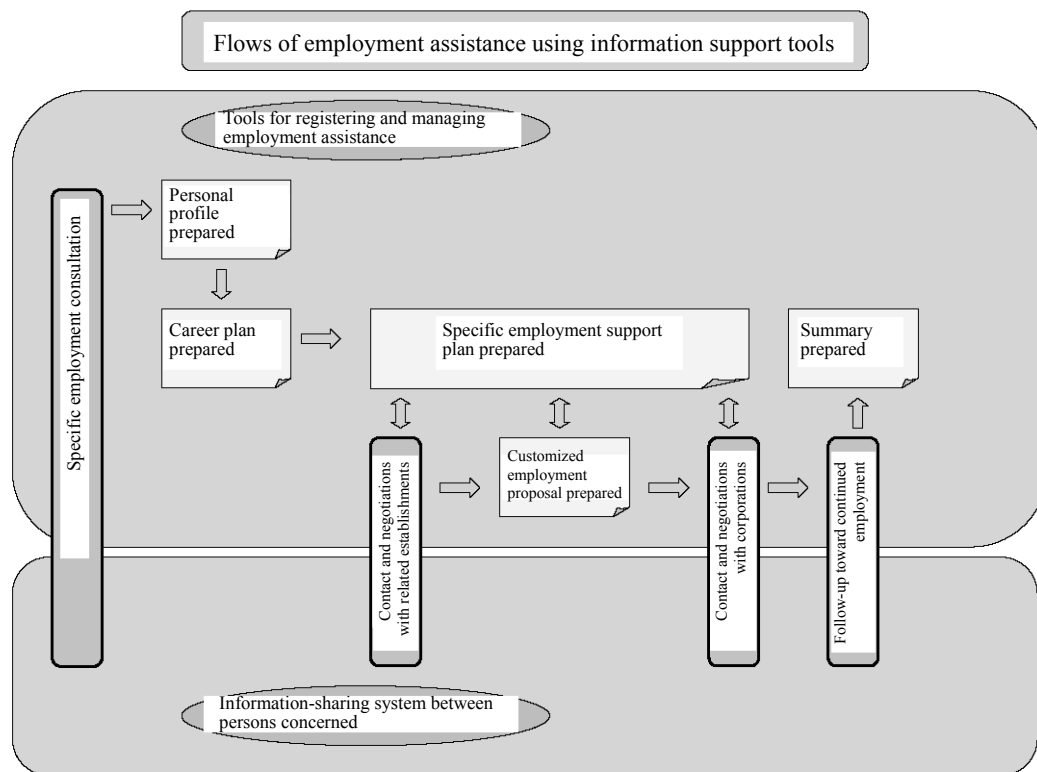 Flows of employment assistance using information support tools
Tools for registering and managing
employment assistance
Specific employment consultation
Personal
profile
prepared
Career plan
prepared
Specific employment support
plan prepared
Summary
prepared
Contact and negotiations
with related establishments
Customized
employment
proposal prepared
Contact and negotiations
with corporations
Follow-up toward continued
employment
Information-sharing system between
persons concerned